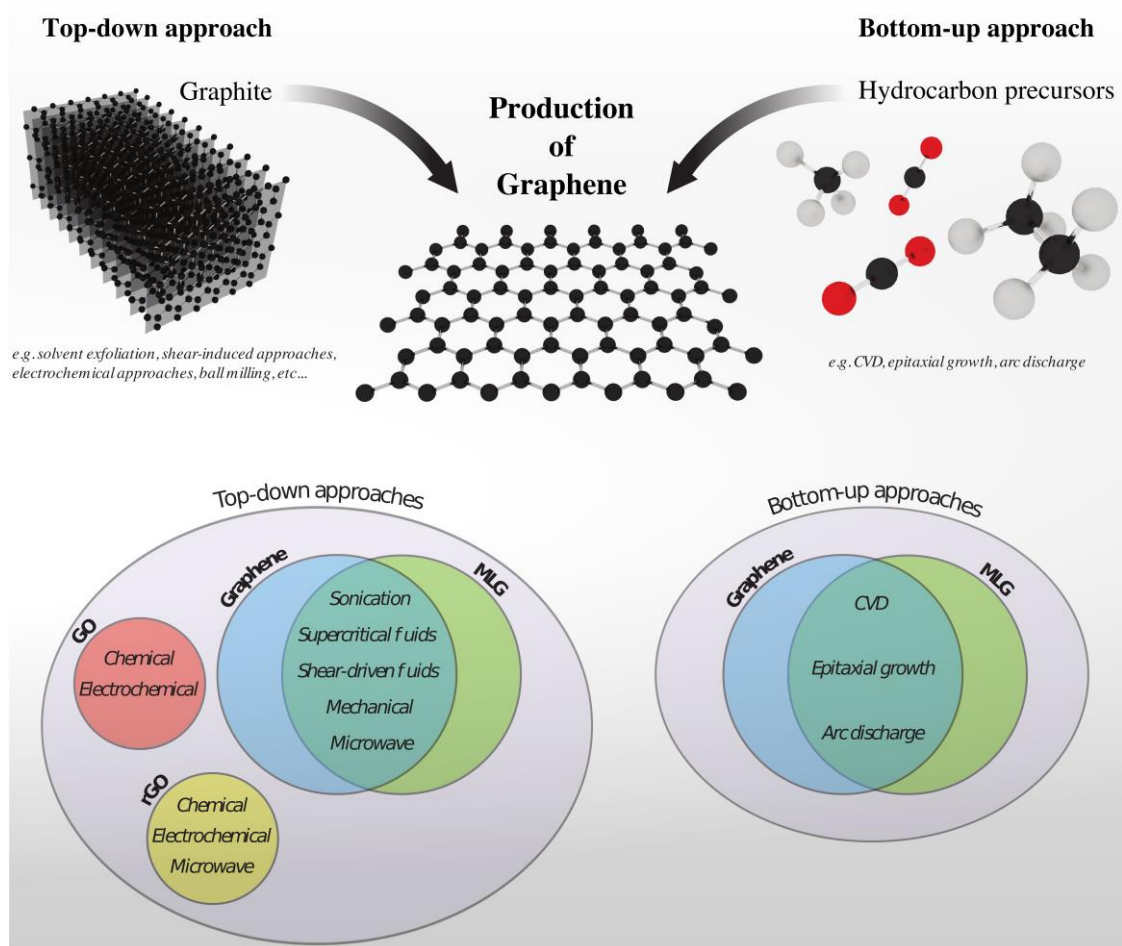 Top-down approach
Bottom-up approach
Graphite
Hydrocarbon precursors
Production
of
Graphene
e.g. solvent exfoliation, shear-induced approaches,
electrochemical approaches, ball milling, etc...
e.g. CVD, epitaxial growth, arc discharge
Top-down approaches
Graphene
MLG
Sonication
Supercritical f uids
Shear-driven fuids
Mechanical
Microwave
GO
Chemical
Electrochemical
rGO
Chemical
Electrochemical
Microwave
Bottom-up approaches
Graphene
MLG
CVD
Epitaxial growth
Arc discharge